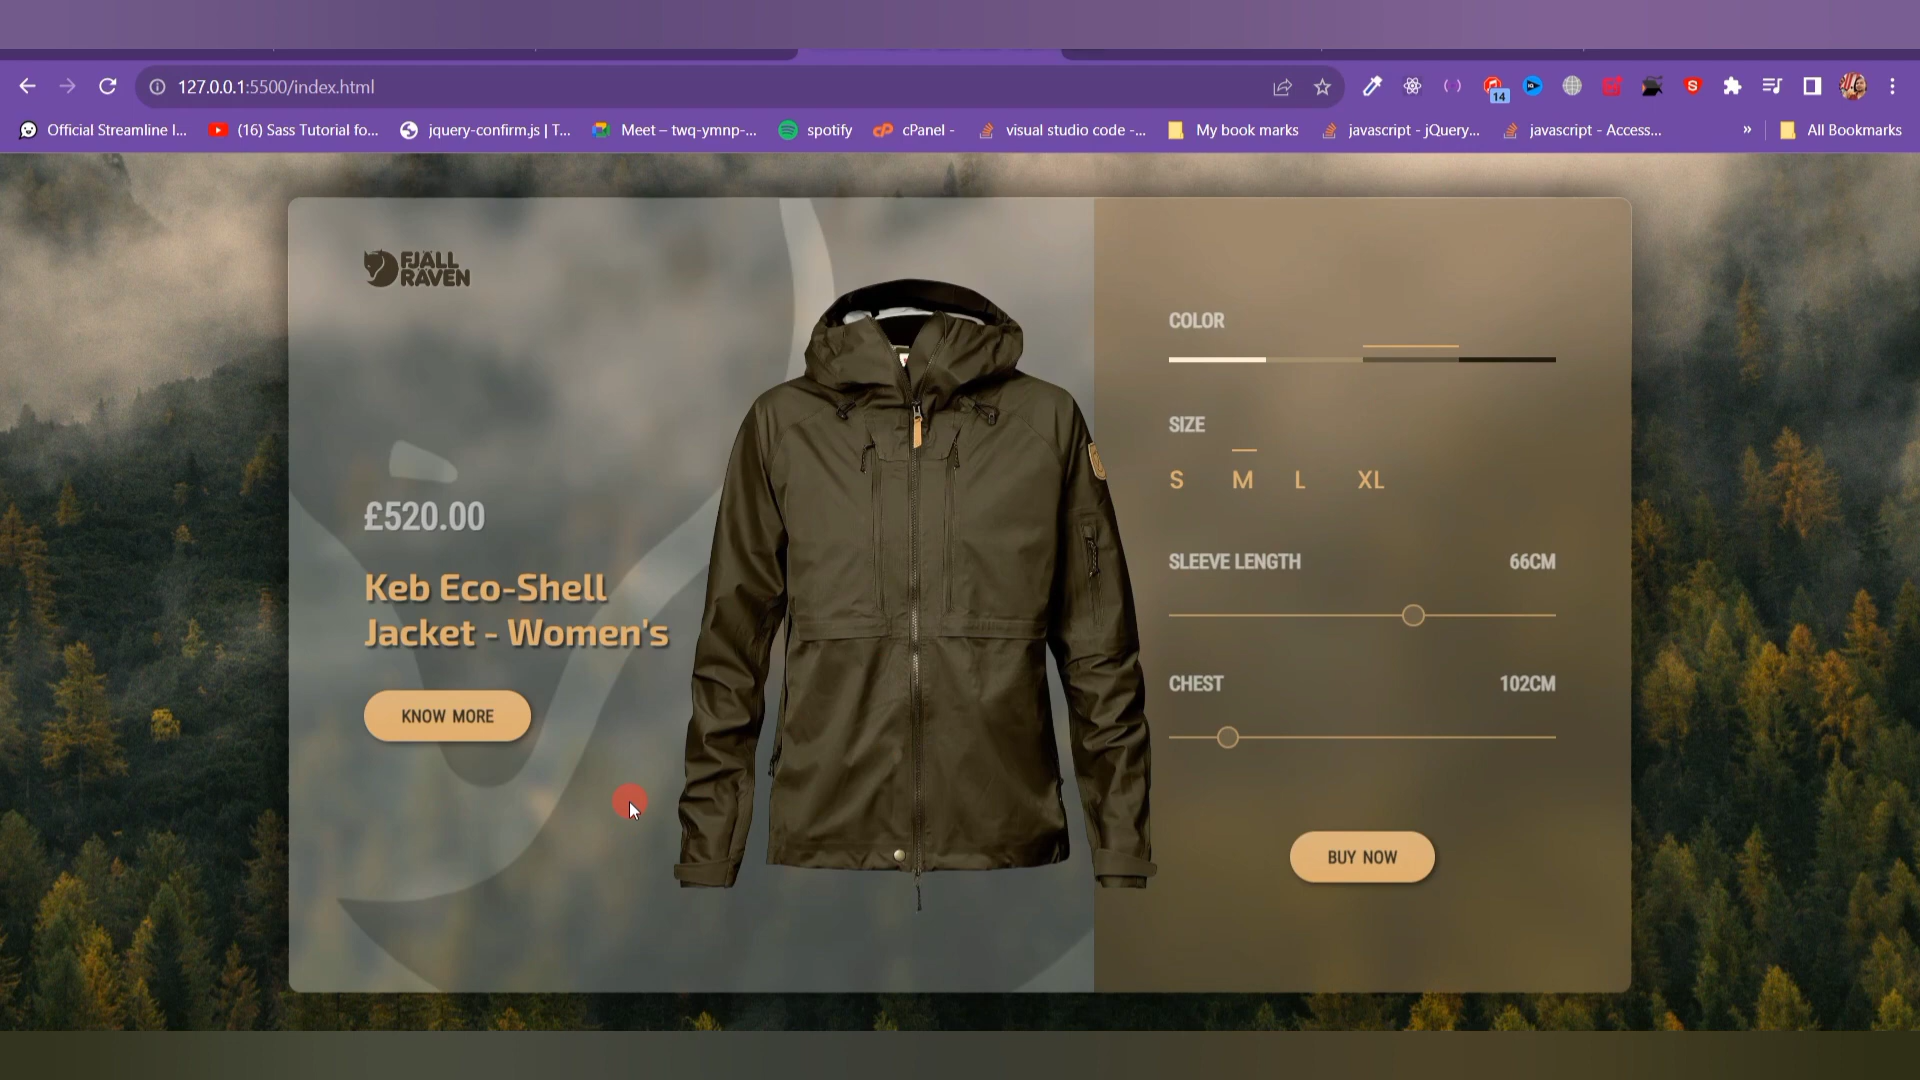 127.0.0.1:5500/index.html
14
Official Streamline I...
(16) Sass Tutorial fo...
jquery-confirm.js | T...
Meet – twq-ymnp-...
spotify
cPanel -
visual studio code -...
My book marks
javascript - jQuery...
javascript - Access...
»
All Bookmarks
FJÄLL
RÄVEN
£520.00
Keb Eco-Shell
Jacket - Women's
KNOW MORE
COLOR
SIZE
S M L XL
SLEEVE LENGTH 66CM
CHEST 102CM
BUY NOW